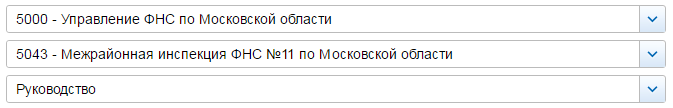 5000 - Управление ФНС по Московской области
5043 - Межрайонная инспекция ФНС №11 по Московской области
Руководство